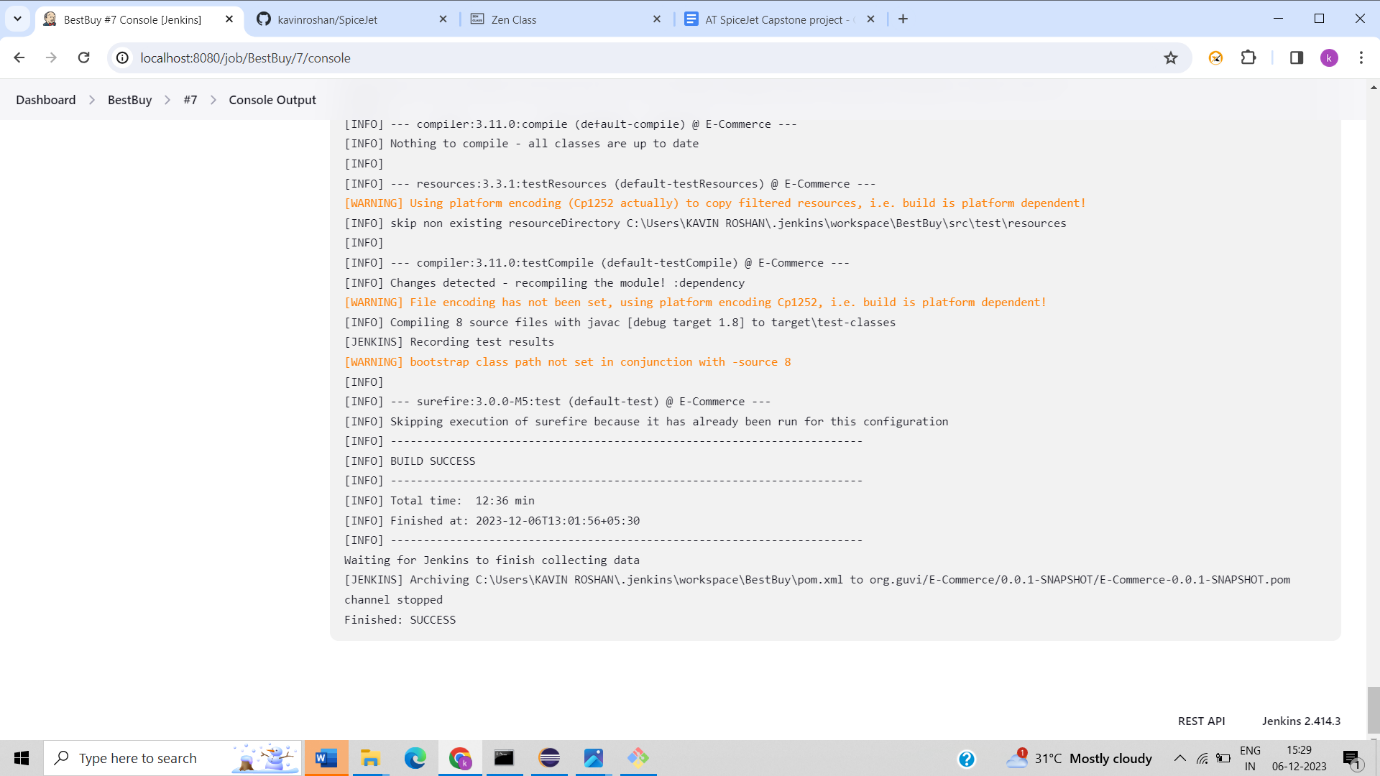 BestBuy #7 Console [Jenkins]
kavinroshan/SpiceJet
Zen Class
AT SpiceJet Capstone project -
localhost:8080/job/BestBuy/7/console
k
Dashboard
BestBuy
#7
Console Output
[INFO] --- compiler:3.11.0:compile (default-compile) @ E-Commerce ---
[INFO] Nothing to compile - all classes are up to date
[INFO]
[INFO] --- resources:3.3.1:testResources (default-testResources) @ E-Commerce ---
[WARNING] Using platform encoding (Cp1252 actually) to copy filtered resources, i.e. build is platform dependent!
[INFO] skip non existing resourceDirectory C:\Users\KAVIN ROSHAN\.jenkins\workspace\BestBuy\src\test\resources
[INFO]
[INFO] --- compiler:3.11.0:testCompile (default-testCompile) @ E-Commerce ---
[INFO] Changes detected - recompiling the module! :dependency
[WARNING] File encoding has not been set, using platform encoding Cp1252, i.e. build is platform dependent!
[INFO] Compiling 8 source files with javac [debug target 1.8] to target\test-classes
[JENKINS] Recording test results
[WARNING] bootstrap class path not set in conjunction with -source 8
[INFO]
[INFO] --- surefire:3.0.0-M5:test (default-test) @ E-Commerce ---
[INFO] Skipping execution of surefire because it has already been run for this configuration
[INFO] ------------------------------------------------------------------------
[INFO] BUILD SUCCESS
[INFO] ------------------------------------------------------------------------
[INFO] Total time:  12:36 min
[INFO] Finished at: 2023-12-06T13:01:56+05:30
[INFO] ------------------------------------------------------------------------
Waiting for Jenkins to finish collecting data
[JENKINS] Archiving C:\Users\KAVIN ROSHAN\.jenkins\workspace\BestBuy\pom.xml to org.guvi/E-Commerce/0.0.1-SNAPSHOT/E-Commerce-0.0.1-SNAPSHOT.pom
channel stopped
Finished: SUCCESS
REST API
Jenkins 2.414.3
Type here to search
1
31°C Mostly cloudy
ENG
IN
15:29
06-12-2023
1